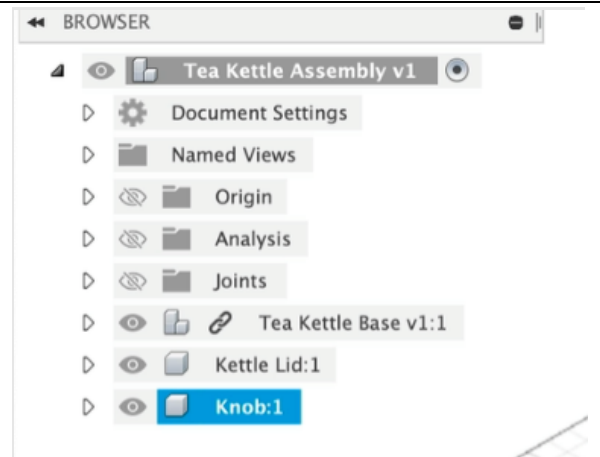 BROWSER
Tea Kettle Assembly v1
Document Settings
Named Views
Origin
Analysis
Joints
Tea Kettle Base v1:1
Kettle Lid:1
Knob:1